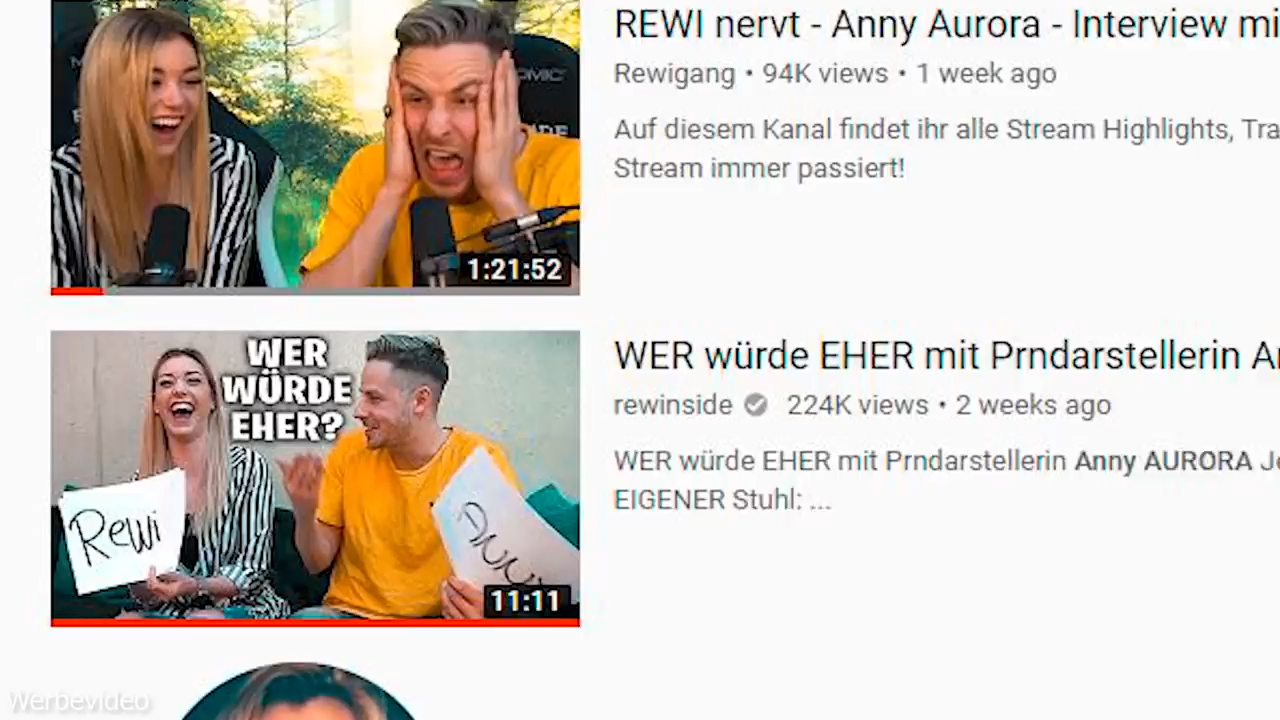 REWI nervt - Anny Aurora - Interview mi
Rewigang • 94K views • 1 week ago
Auf diesem Kanal findet ihr alle Stream Highlights, Tra
Stream immer passiert!
1:21:52
WER
WÜRDE
EHER?
Rewi
ANNY
11:11
WER würde EHER mit Prndarstellerin A
rewinside 224K views • 2 weeks ago
WER würde EHER mit Prndarstellerin Anny AURORA J
EIGENER Stuhl: ...
Werbevideo